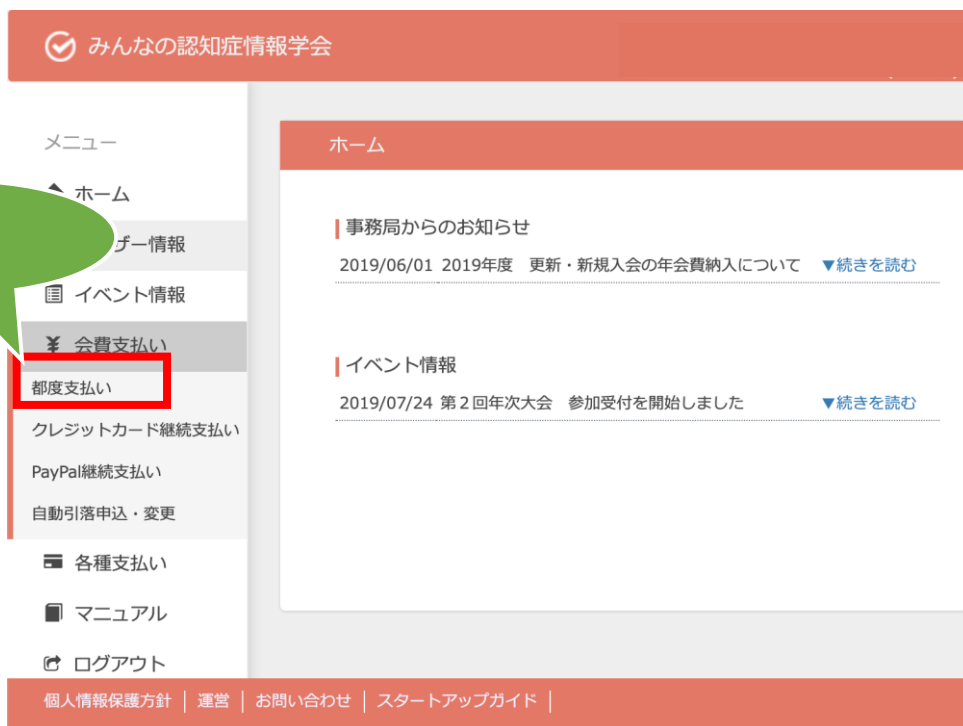 みんなの認知症情報学会
メニュー
ホーム
ザー情報
イベント情報
会費支払い
都度支払い
クレジットカード継続支払い
PayPal継続支払い
自動引落申込・変更
各種支払い
マニュアル
ログアウト
ホーム
事務局からのお知らせ
2019/06/01 2019年度 更新・新規入会の年会費納入について ▼続きを読む
イベント情報
2019/07/24 第2回年次大会 参加受付を開始しました ▼続きを読む
個人情報保護方針 | 運営 | お問い合わせ | スタートアップガイド |